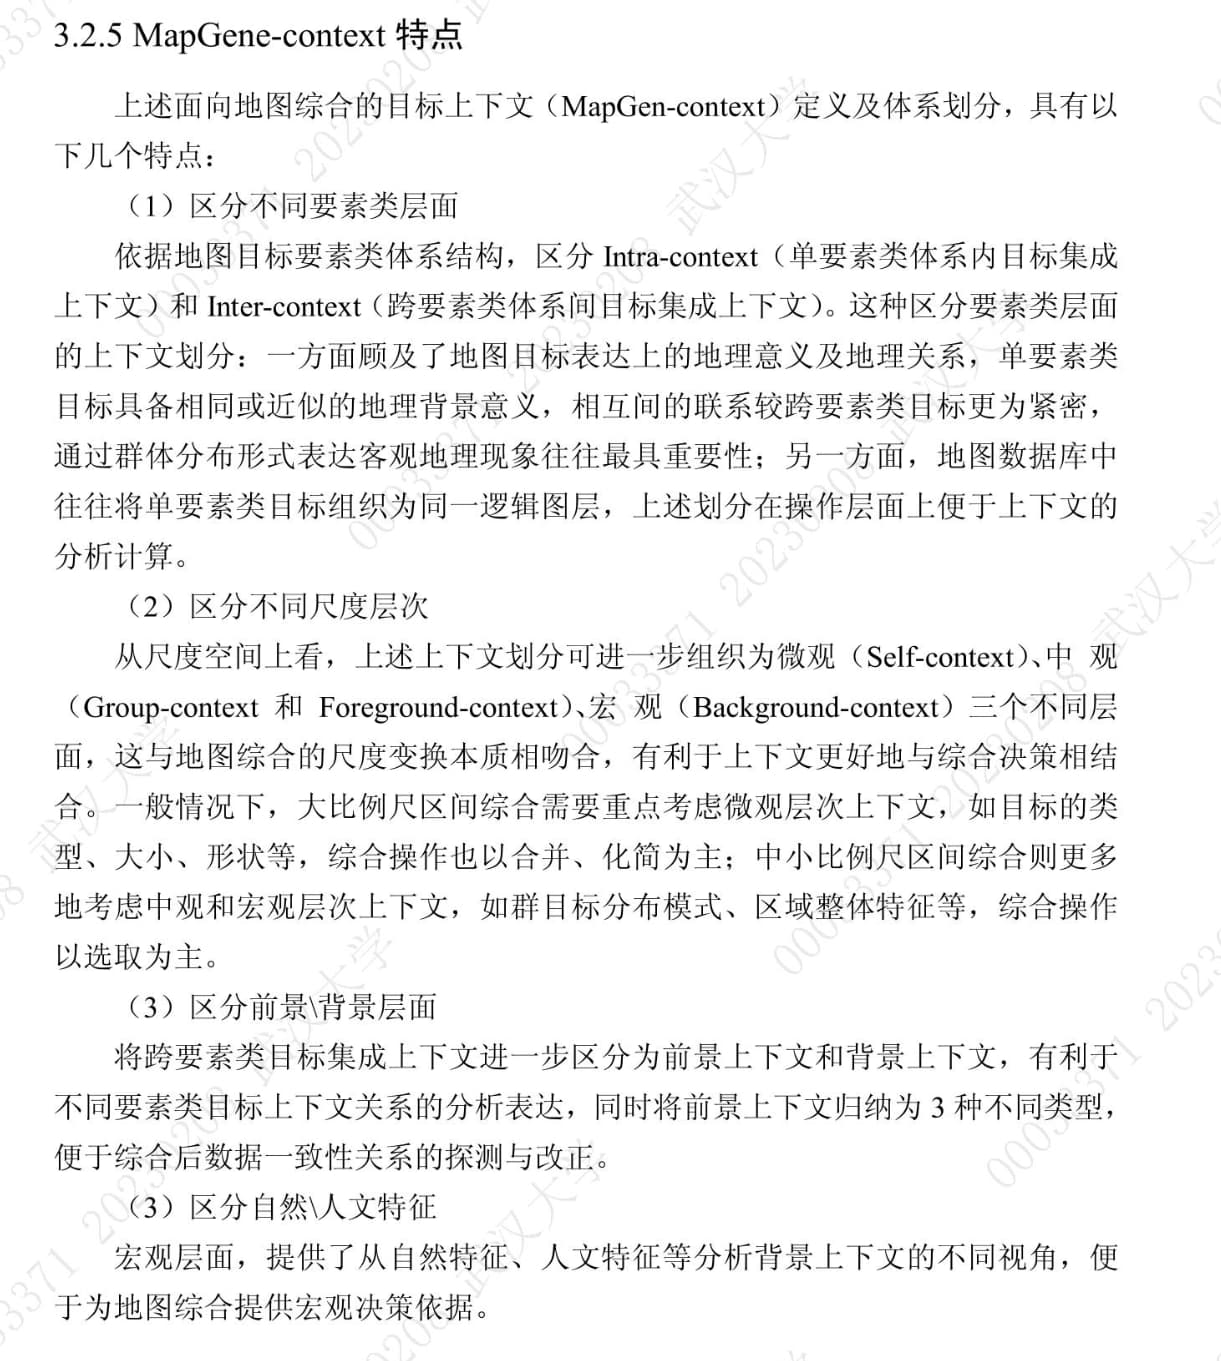 3.2.5 MapGene-context 特点
上述面向地图综合的目标上下文（MapGen-context）定义及体系划分，具有以
下几个特点：
（1）区分不同要素类层面
依据地图目标要素类体系结构，区分 Intra-context（单要素类体系内目标集成
上下文）和 Inter-context（跨要素类体系间目标集成上下文）。这种区分要素类层面
的上下文划分：一方面顾及了地图目标表达上的地理意义及地理关系，单要素类
目标具备相同或近似的地理背景意义，相互间的联系较跨要素类目标更为紧密，
通过群体分布形式表达客观地理现象往往最具重要性；另一方面，地图数据库中
往往将单要素类目标组织为同一逻辑图层，上述划分在操作层面上便于上下文的
分析计算。
（2）区分不同尺度层次
从尺度空间上看，上述上下文划分可进一步组织为微观（Self-context）、中 观
（Group-context 和 Foreground-context）、宏 观（Background-context）三个不同层
面，这与地图综合的尺度变换本质相吻合，有利于上下文更好地与综合决策相结
合。一般情况下，大比例尺区间综合需要重点考虑微观层次上下文，如目标的类
型、大小、形状等，综合操作也以合并、化简为主；中小比例尺区间综合则更多
地考虑中观和宏观层次上下文，如群目标分布模式、区域整体特征等，综合操作
以选取为主。
（3）区分前景\背景层面
将跨要素类目标集成上下文进一步区分为前景上下文和背景上下文，有利于
不同要素类目标上下文关系的分析表达，同时将前景上下文归纳为 3 种不同类型，
便于综合后数据一致性关系的探测与改正。
（3）区分自然\人文特征
宏观层面，提供了从自然特征、人文特征等分析背景上下文的不同视角，便
于为地图综合提供宏观决策依据。